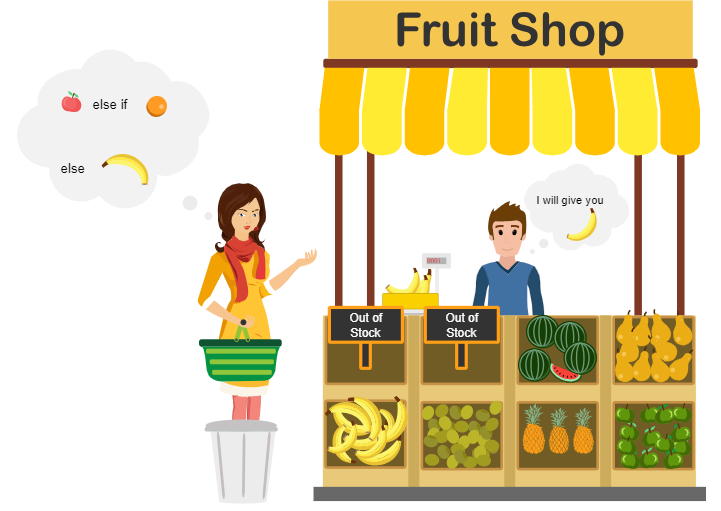 Fruit Shop
else if
else
I will give you
Out of
Stock
Out of
Stock